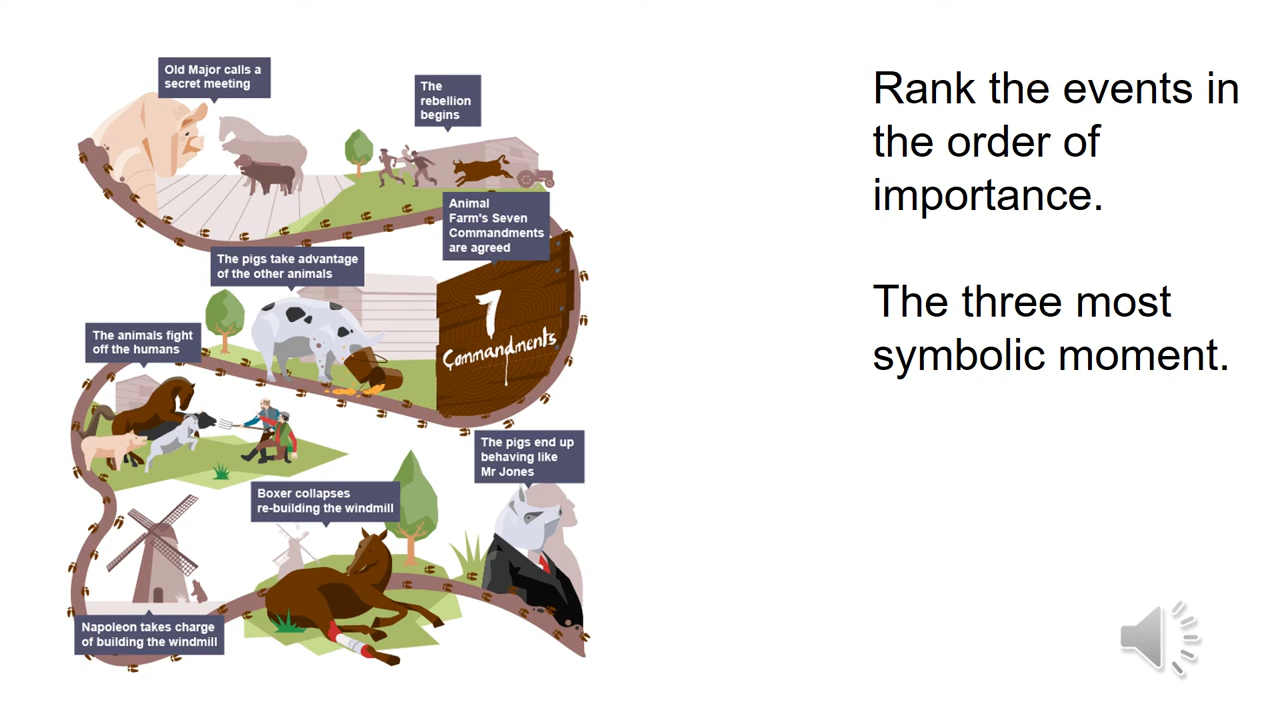 Old Major calls a
secret meeting
The
rebellion
begins
Animal
Farm's Seven
Commandments
are agreed
The pigs take advantage
of the other animals
7
Commandments
The animals fight
off the humans
The pigs end up
behaving like
Mr Jones
Boxer collapses
re-building the windmill
Napoleon takes charge
of building the windmill
Rank the events in
the order of
importance.
The three most
symbolic moment.